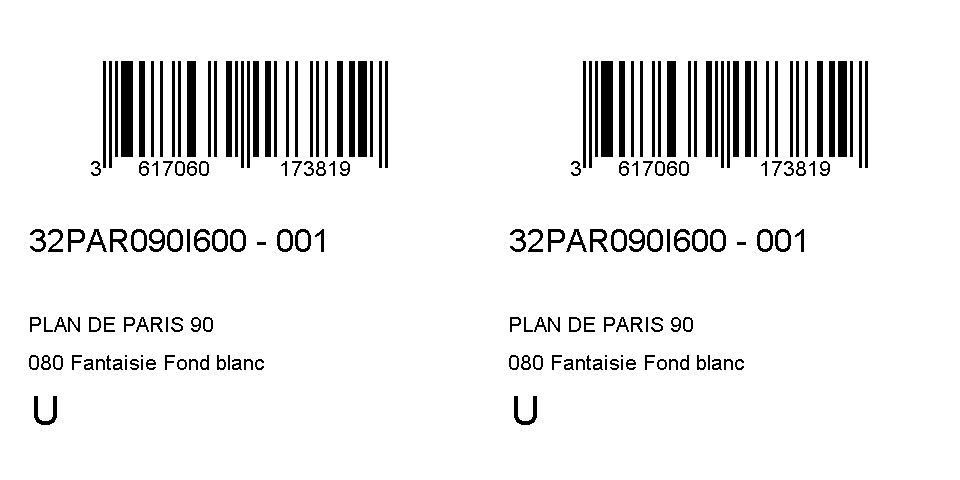 3 617060 173819
32PAR090I600 - 001
PLAN DE PARIS 90
080 Fantaisie Fond blanc
U
3 617060 173819
32PAR090I600 - 001
PLAN DE PARIS 90
080 Fantaisie Fond blanc
U